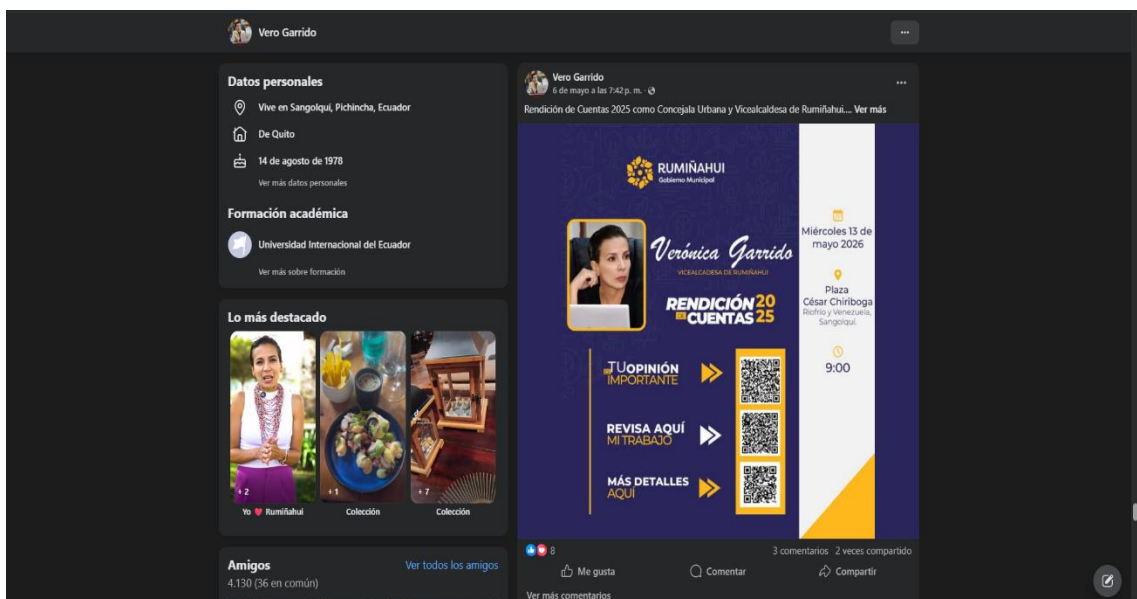 Vero Garrido
Datos personales
Vive en Sangolquí, Pichincha, Ecuador
De Quito
14 de agosto de 1978
Ver más datos personales
Formación académica
Universidad Internacional del Ecuador
Ver más sobre formación
Lo más destacado
+ 2
+ 1
+ 7
Yo ❤ Rumiñahui
Colección
Colección
Amigos
Ver todos los amigos
4.130 (36 en común)
Vero Garrido
6 de mayo a las 7:42 p. m. ·
Rendición de Cuentas 2025 como Concejala Urbana y Vicealcaldesa de Rumiñahui.... Ver más
RUMIÑAHUI
Gobierno Municipal
Verónica Garrido
VICEALCADESA DE RUMIÑAHUI
RENDICIÓN 20
DE CUENTAS 25
TU OPINIÓN
IMPORTANTE
REVISA AQUÍ
MI TRABAJO
MÁS DETALLES
AQUÍ
Miércoles 13 de
mayo 2026
Plaza
César Chiriboga
Riofrío y Venezuela,
Sangolquí.
9:00
8
3 comentarios 2 veces compartido
Me gusta
Comentar
Compartir
Ver más comentarios